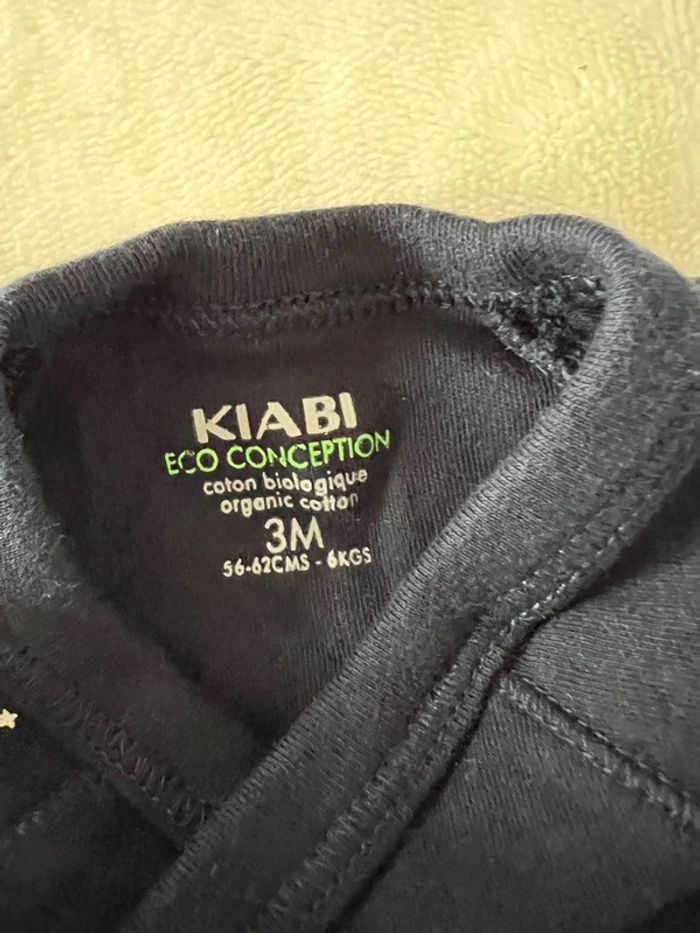 KIABI
ECO CONCEPTION
coton biologique
organic cotton
3M
56-62CMS - 6KGS